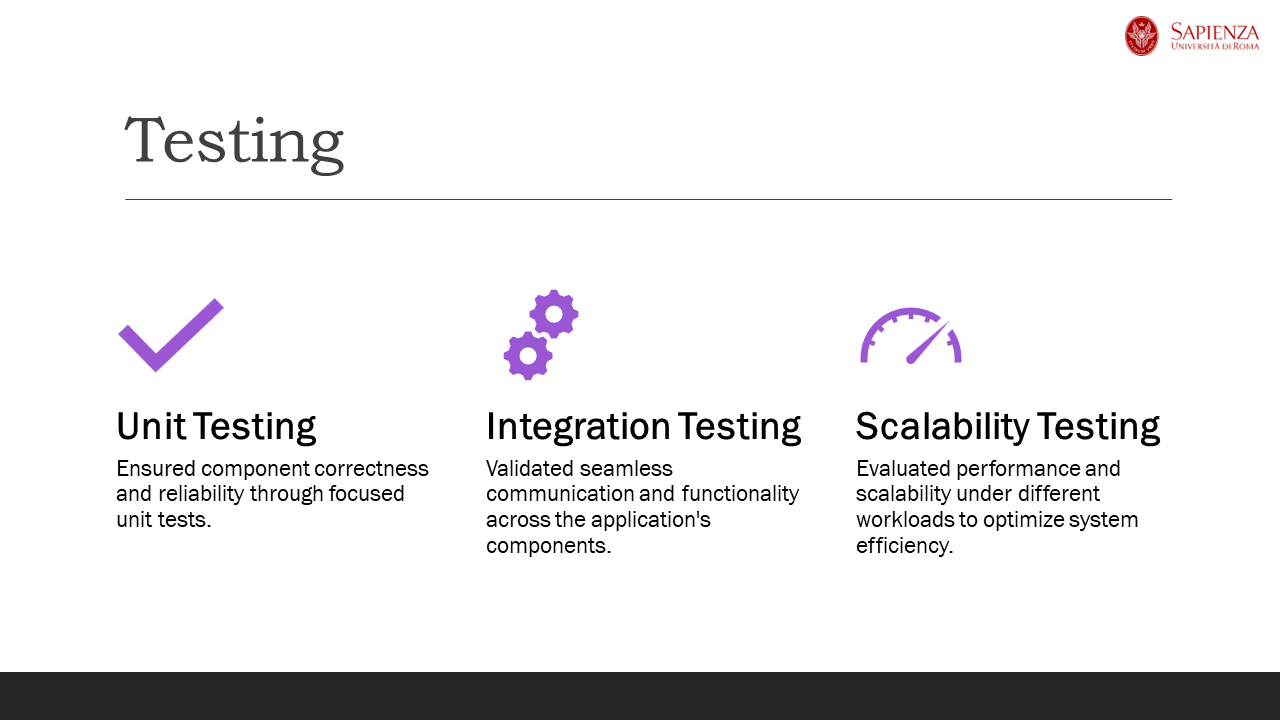 SAPIENZA
UNIVERSITÀ DI ROMA
Testing
Unit Testing
Ensured component correctness
and reliability through focused
unit tests.
Integration Testing
Validated seamless
communication and functionality
across the application's
components.
Scalability Testing
Evaluated performance and
scalability under different
workloads to optimize system
efficiency.